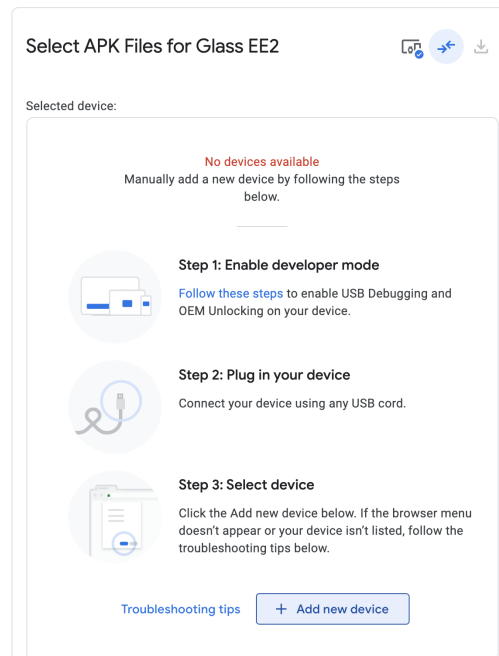 Select APK Files for Glass EE2
Selected device:
No devices available
Manually add a new device by following the steps
below.
Step 1: Enable developer mode
Follow these steps to enable USB Debugging and
OEM Unlocking on your device.
Step 2: Plug in your device
Connect your device using any USB cord.
Step 3: Select device
Click the Add new device below. If the browser menu
doesn't appear or your device isn't listed, follow the
troubleshooting tips below.
Troubleshooting tips
+ Add new device